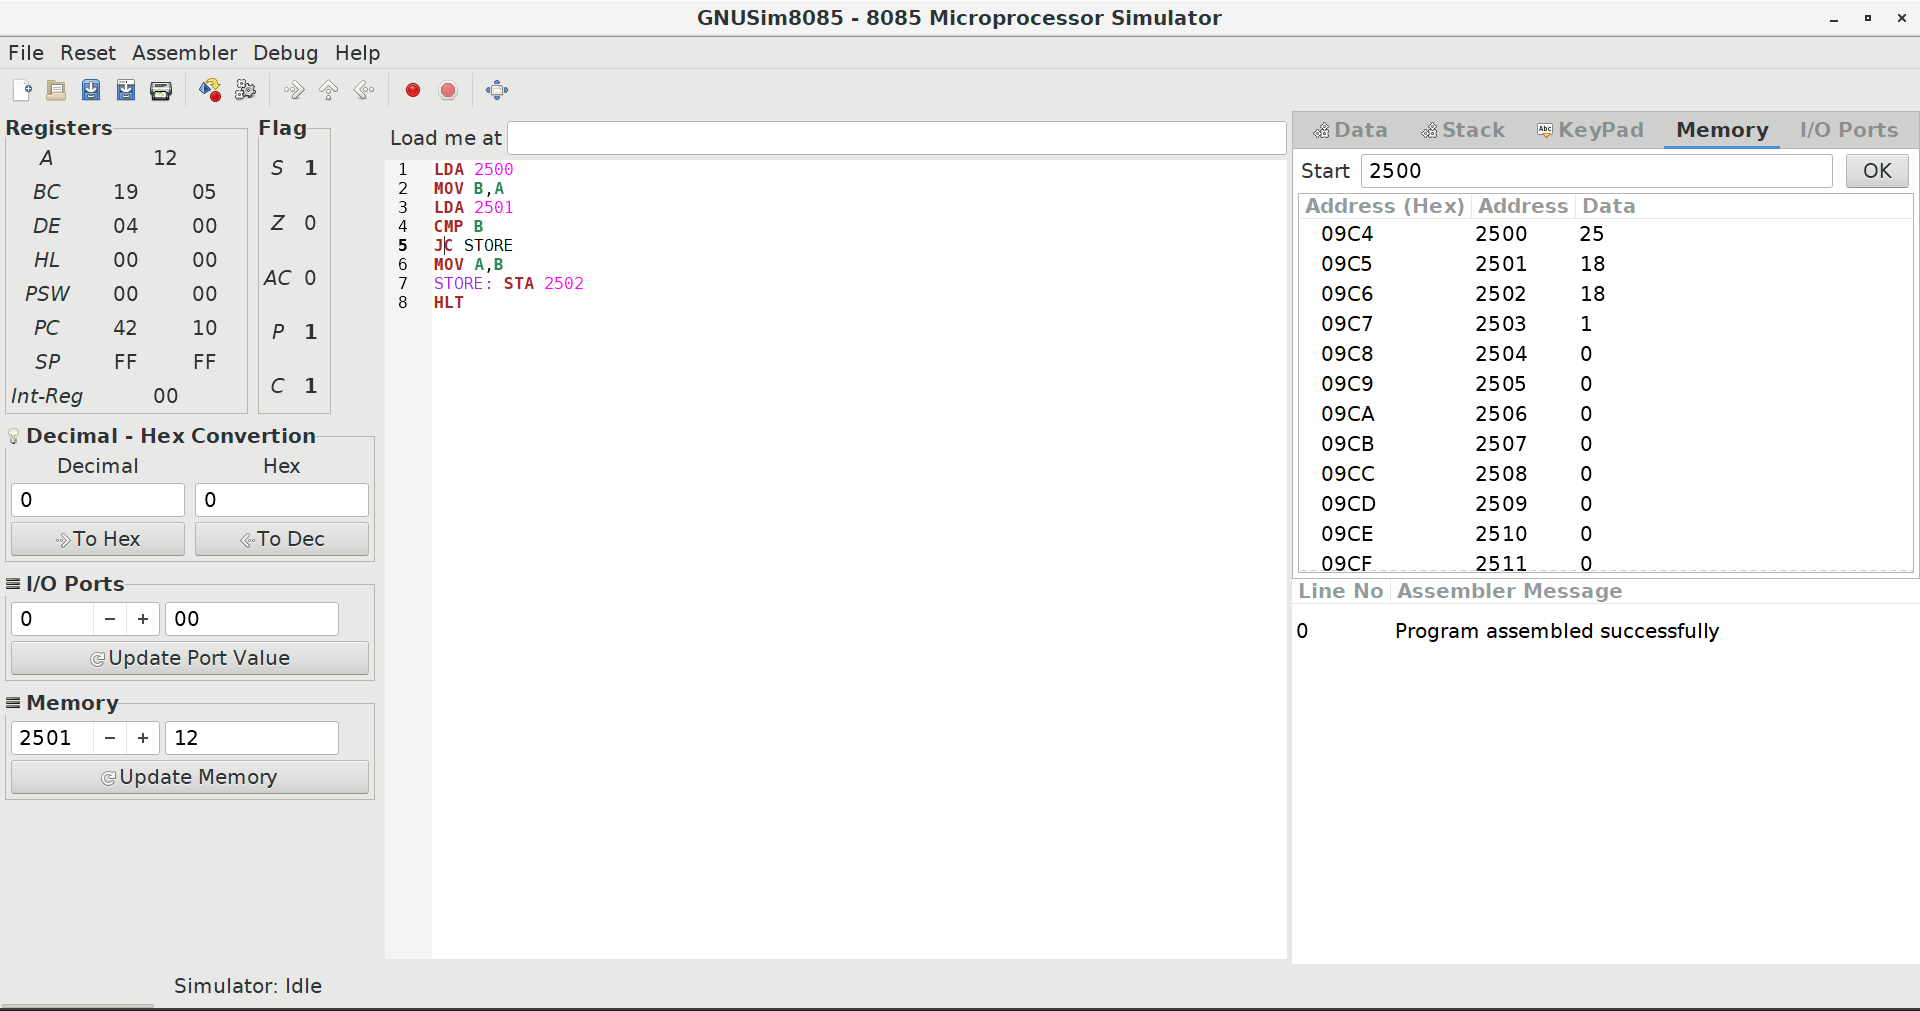 GNUSim8085 - 8085 Microprocessor Simulator
File Reset Assembler Debug Help
Registers
A 12
BC 19 05
DE 04 00
HL 00 00
PSW 00 00
PC 42 10
SP FF FF
Int-Reg 00
Flag
S 1
Z 0
AC 0
P 1
C 1
Decimal - Hex Convertion
Decimal Hex
0 0
To Hex To Dec
I/O Ports
0 − + 00
Update Port Value
Memory
2501 − + 12
Update Memory
Load me at
1 LDA 2500
2 MOV B,A
3 LDA 2501
4 CMP B
5 JC STORE
6 MOV A,B
7 STORE: STA 2502
8 HLT
Data Stack Abc KeyPad Memory I/O Ports
Start 2500 OK
Address (Hex) Address Data
09C4 2500 25
09C5 2501 18
09C6 2502 18
09C7 2503 1
09C8 2504 0
09C9 2505 0
09CA 2506 0
09CB 2507 0
09CC 2508 0
09CD 2509 0
09CE 2510 0
09CF 2511 0
Line No Assembler Message
0 Program assembled successfully
Simulator: Idle